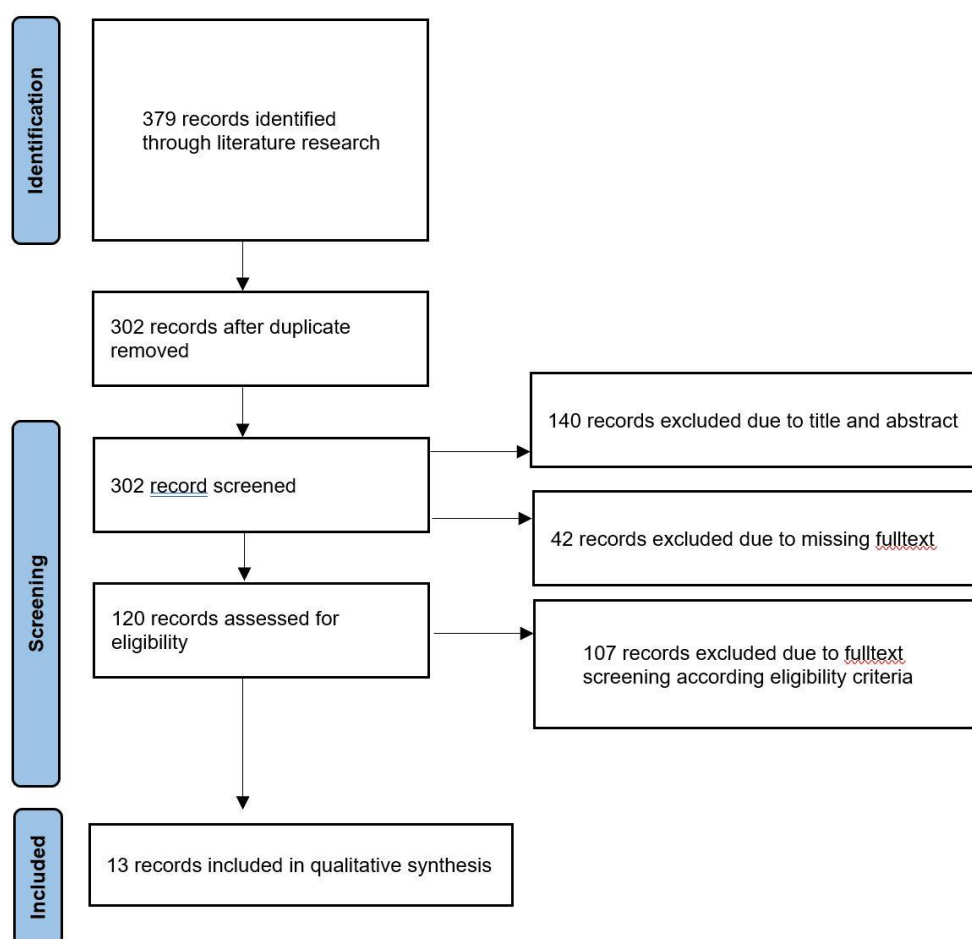 Identification
379 records identified
through literature research
302 records after duplicate
removed
140 records excluded due to title and abstract
302 record screened
42 records excluded due to missing fulltext
Screening
120 records assessed for
eligibility
107 records excluded due to fulltext
screening according eligibility criteria
Included
13 records included in qualitative synthesis